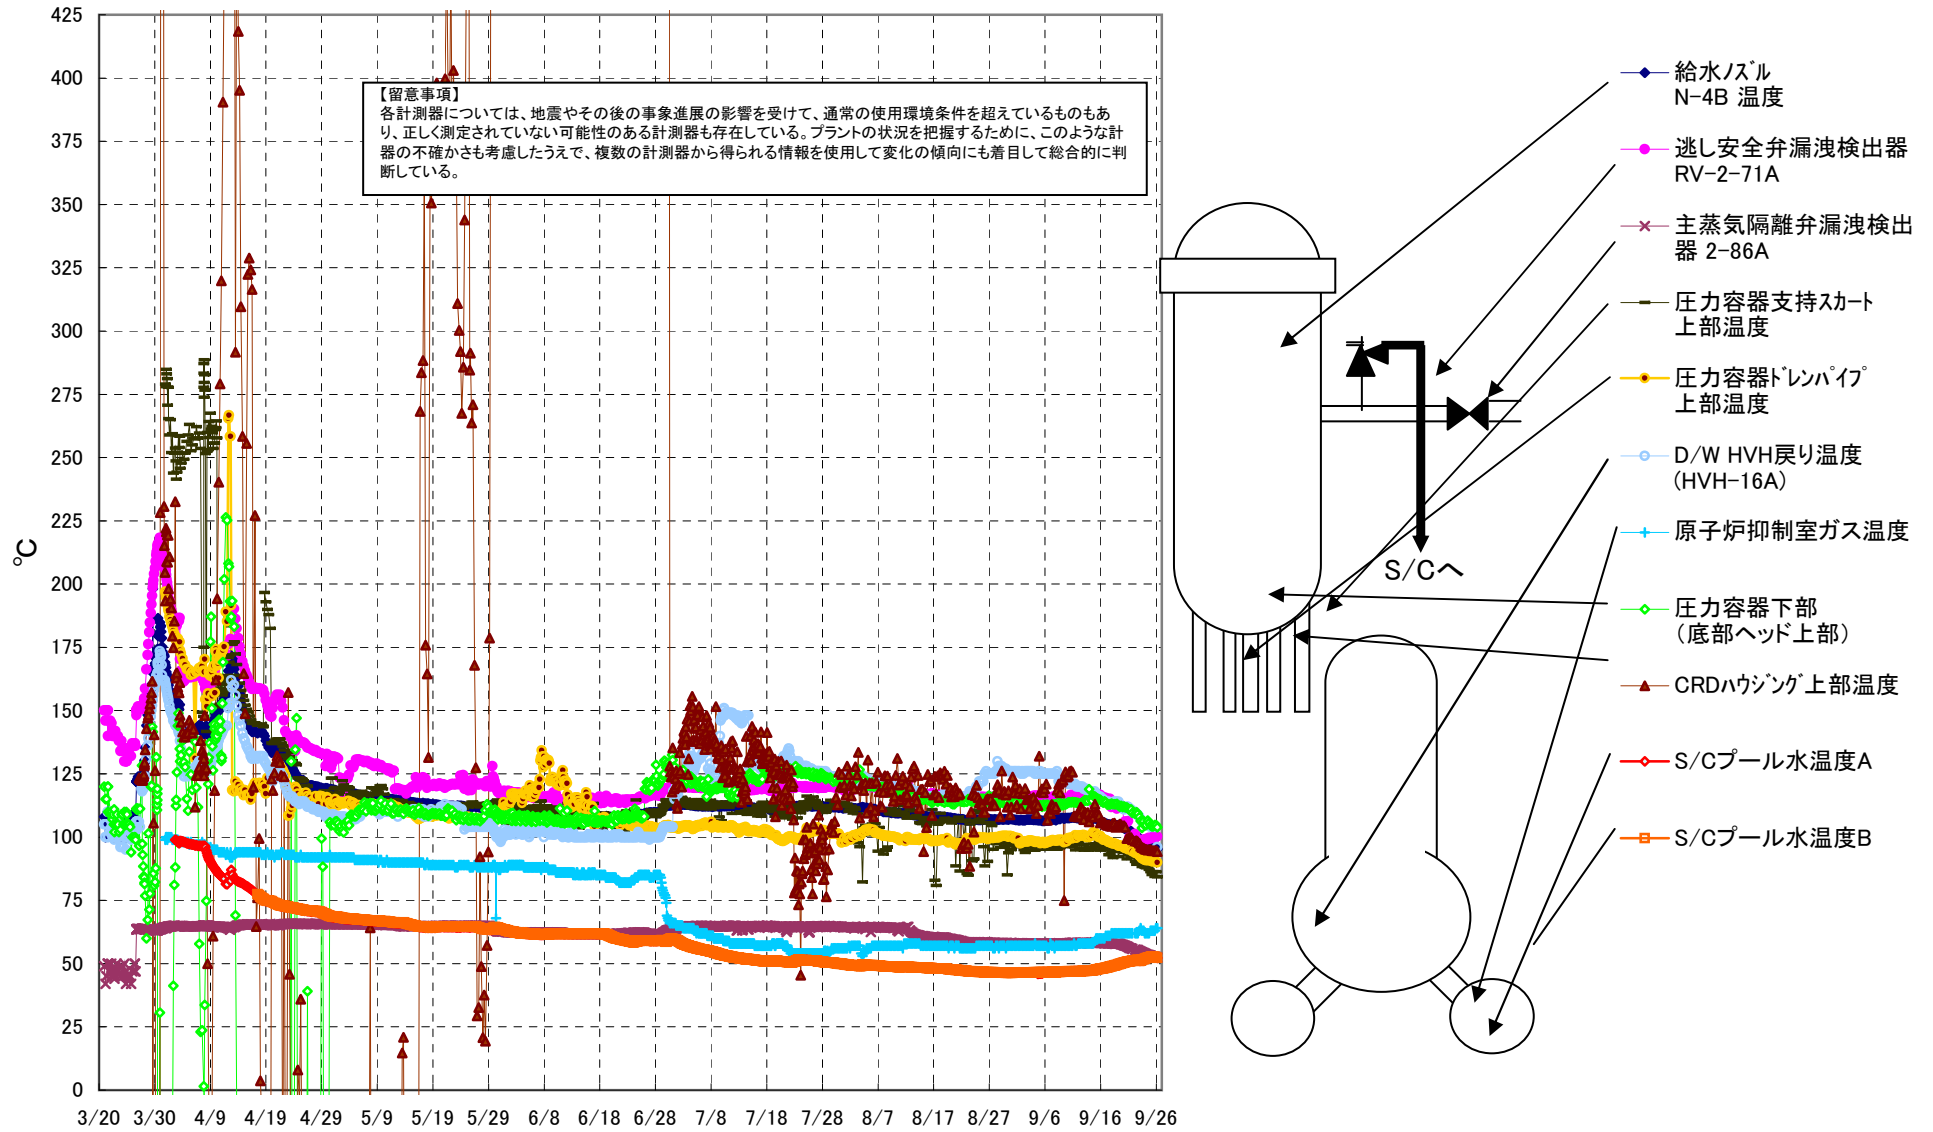 425
400
375
350
325
300
275
250
225
200
175
150
125
100
75
50
25
0
℃
3/20 3/30 4/9 4/19 4/29 5/9 5/19 5/29 6/8 6/18 6/28 7/8 7/18 7/28 8/7 8/17 8/27 9/6 9/16 9/26
【留意事項】
各計測器については、地震やその後の事象進展の影響を受けて、通常の使用環境条件を超えているものもあ
り、正しく測定されていない可能性のある計測器も存在している。プラントの状況を把握するために、このような計
器の不確かさも考慮したうえで、複数の計測器から得られる情報を使用して変化の傾向にも着目して総合的に判
断している。
S/Cへ
給水ﾉｽﾞﾙ
N-4B 温度
逃し安全弁漏洩検出器
RV-2-71A
主蒸気隔離弁漏洩検出
器 2-86A
圧力容器支持ｽｶｰﾄ
上部温度
圧力容器ﾄﾞﾚﾝﾊﾟｲﾌﾟ
上部温度
D/W HVH戻り温度
(HVH-16A)
原子炉抑制室ガス温度
圧力容器下部
（底部ヘッド上部）
CRDﾊｳｼﾞﾝｸﾞ上部温度
S/Cプール水温度A
S/Cプール水温度B